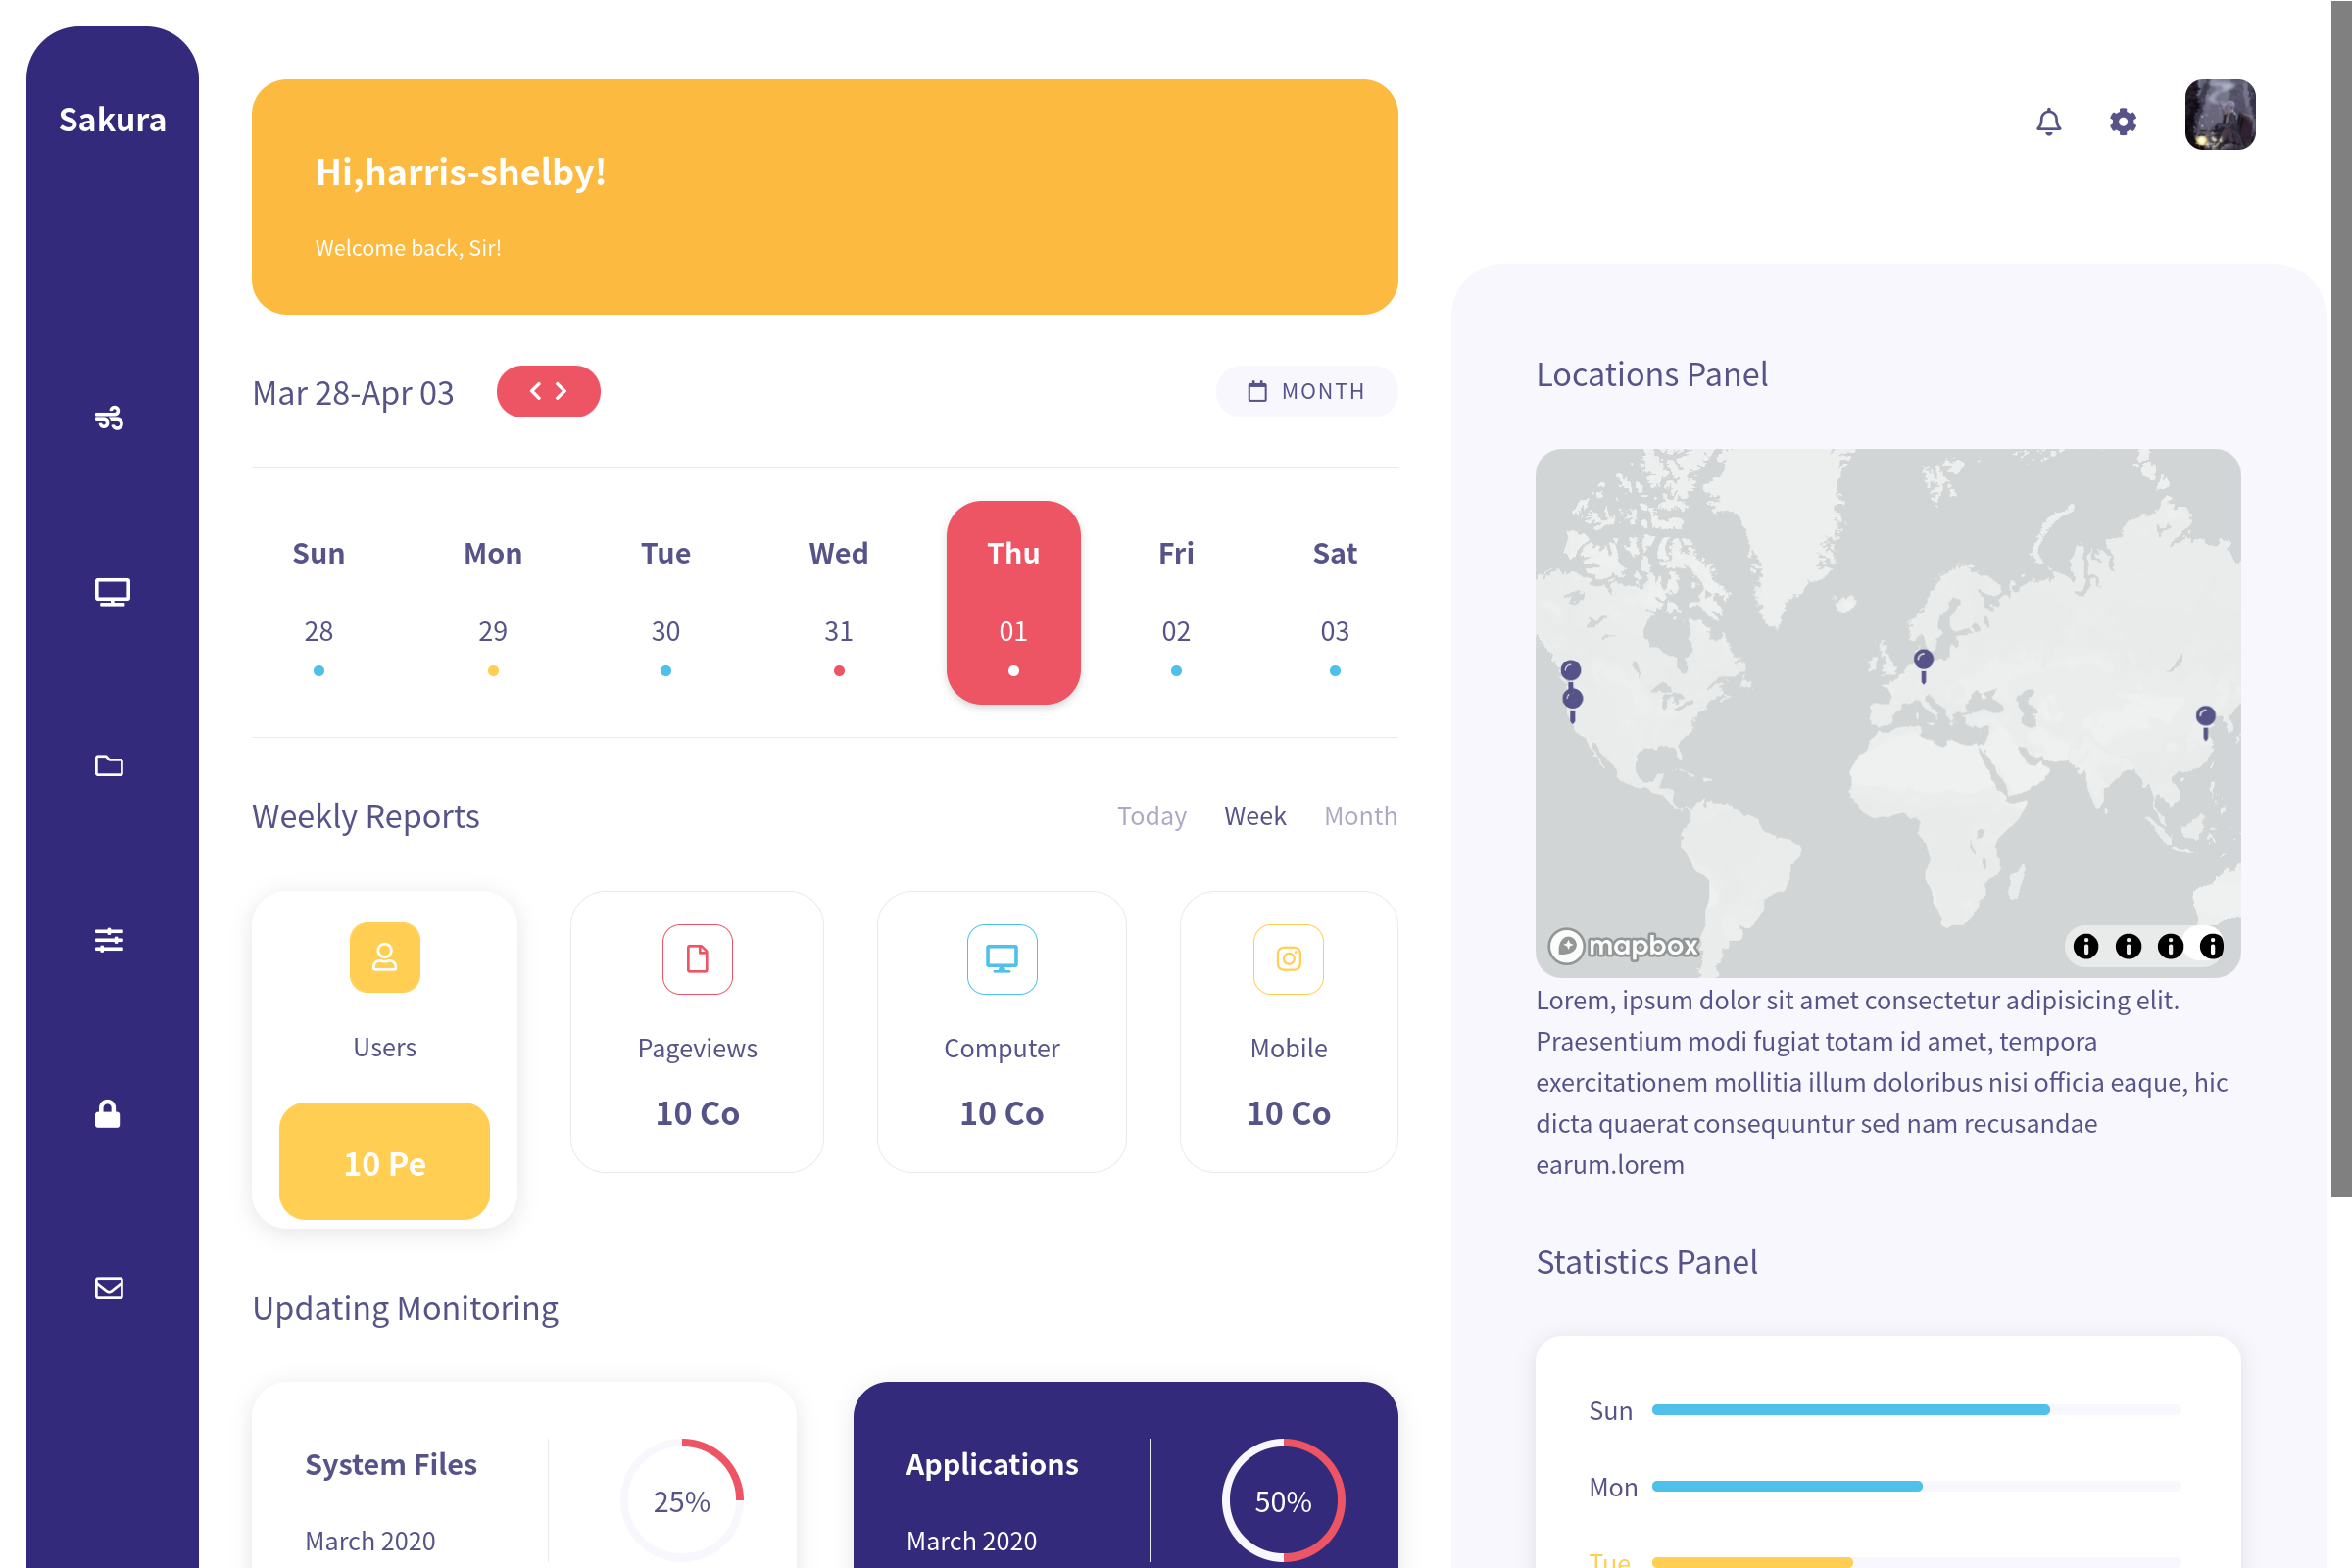 Sakura
Hi,harris-shelby!
Welcome back, Sir!
Mar 28-Apr 03
MONTH
Sun Mon Tue Wed Thu Fri Sat
28 29 30 31 01 02 03
Weekly Reports
Today Week Month
Users
10 Pe
Pageviews
10 Co
Computer
10 Co
Mobile
10 Co
Updating Monitoring
System Files
March 2020
25%
Applications
March 2020
50%
Locations Panel
mapbox
Lorem, ipsum dolor sit amet consectetur adipisicing elit.
Praesentium modi fugiat totam id amet, tempora
exercitationem mollitia illum doloribus nisi officia eaque, hic
dicta quaerat consequuntur sed nam recusandae
earum.lorem
Statistics Panel
Sun
Mon
Tue